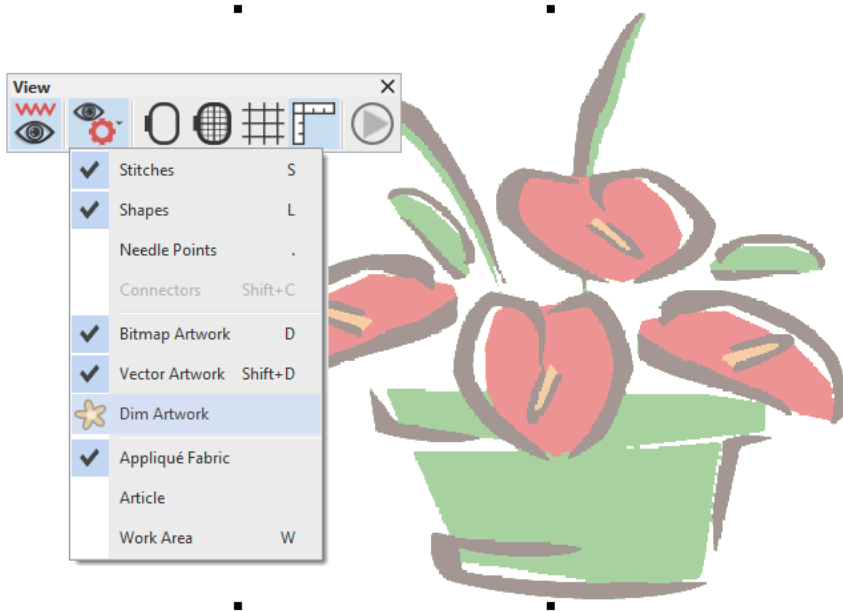 View
Stitches S
Shapes L
Needle Points .
Connectors Shift+C
Bitmap Artwork D
Vector Artwork Shift+D
Dim Artwork
Appliqué Fabric
Article
Work Area W